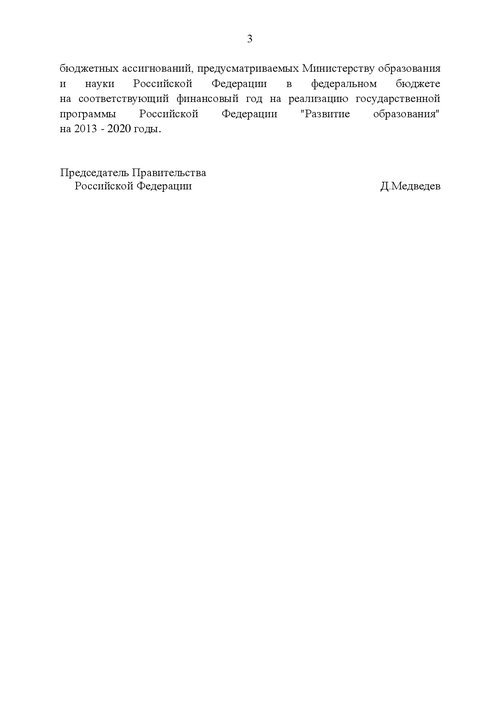 3
бюджетных ассигнований, предусматриваемых Министерству образования
и науки Российской Федерации в федеральном бюджете
на соответствующий финансовый год на реализацию государственной
программы Российской Федерации "Развитие образования"
на 2013 - 2020 годы.
Председатель Правительства
Российской Федерации Д.Медведев